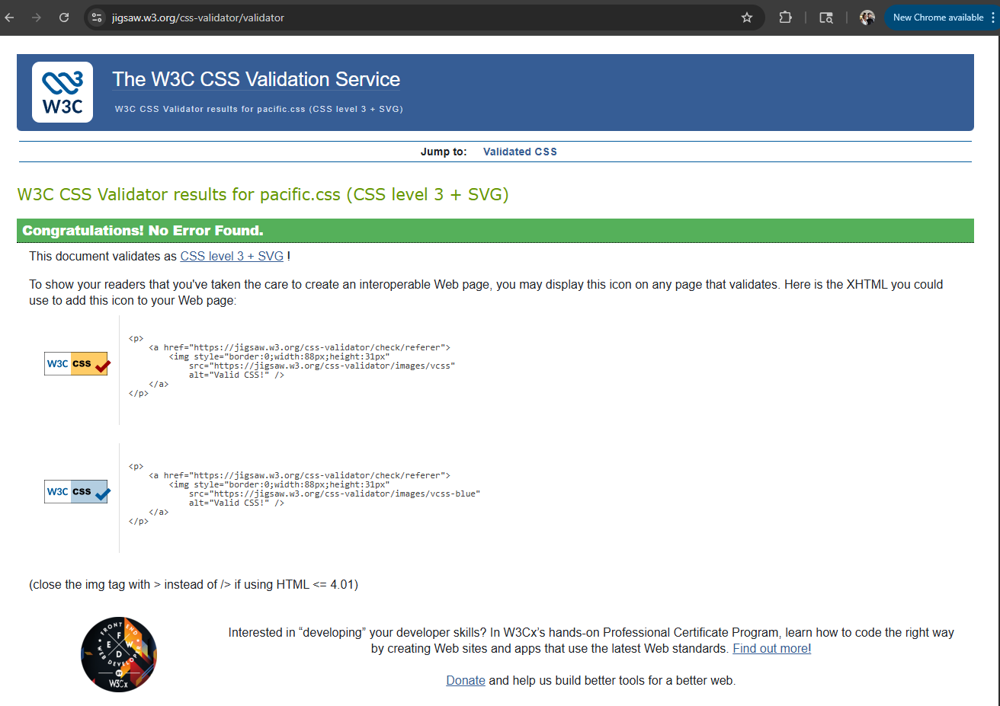 jigsaw.w3.org/css-validator/validator
New Chrome available
W3C
The W3C CSS Validation Service
W3C CSS Validator results for pacific.css (CSS level 3 + SVG)
Jump to: Validated CSS
W3C CSS Validator results for pacific.css (CSS level 3 + SVG)
Congratulations! No Error Found.
This document validates as CSS level 3 + SVG !
To show your readers that you've taken the care to create an interoperable Web page, you may display this icon on any page that validates. Here is the XHTML you could
use to add this icon to your Web page:
W3C css
<p>
    <a href="https://jigsaw.w3.org/css-validator/check/referer">
        <img style="border:0;width:88px;height:31px"
            src="https://jigsaw.w3.org/css-validator/images/vcss"
            alt="Valid CSS!" />
    </a>
</p>
W3C css
<p>
    <a href="https://jigsaw.w3.org/css-validator/check/referer">
        <img style="border:0;width:88px;height:31px"
            src="https://jigsaw.w3.org/css-validator/images/vcss-blue"
            alt="Valid CSS!" />
    </a>
</p>
(close the img tag with > instead of /> if using HTML <= 4.01)
FRONT END
F
E W
D
WEB DEVELOPER
BY
W3Cx
Interested in “developing” your developer skills? In W3Cx’s hands-on Professional Certificate Program, learn how to code the right way
by creating Web sites and apps that use the latest Web standards. Find out more!
Donate and help us build better tools for a better web.